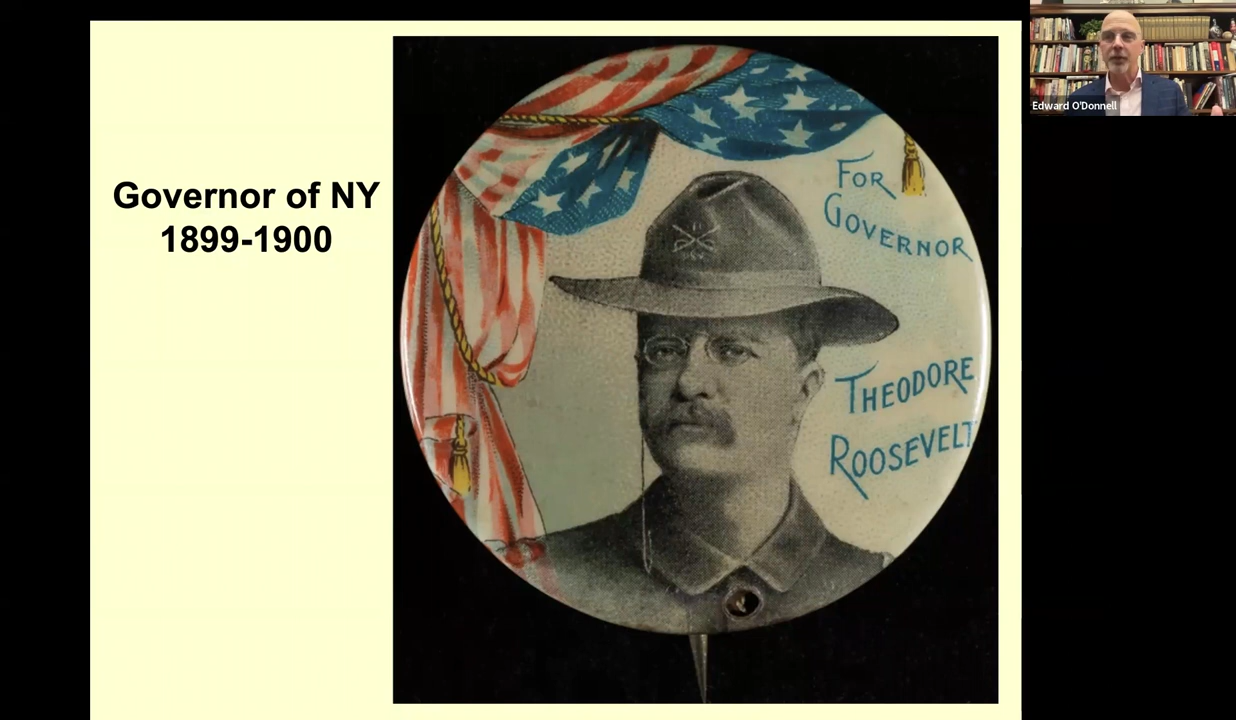 Governor of NY
1899-1900
FOR
GOVERNOR
THEODORE
ROOSEVELT
Edward O'Donnell